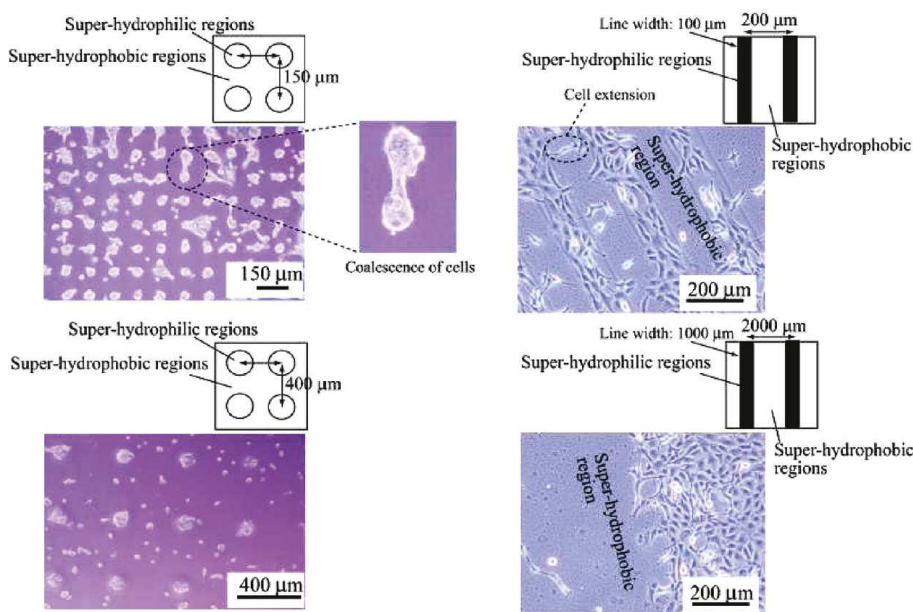 Super-hydrophilic regions
Super-hydrophobic regions
150 μm
Coalescence of cells
150 μm
Line width: 100 μm
200 μm
Super-hydrophilic regions
Cell extension
Super-hydrophobic
regions
Super-hydrophobic
region
200 μm
Super-hydrophilic regions
Super-hydrophobic regions
400 μm
400 μm
Line width: 1000 μm
2000 μm
Super-hydrophilic regions
Super-hydrophobic
regions
Super-hydrophobic
region
200 μm